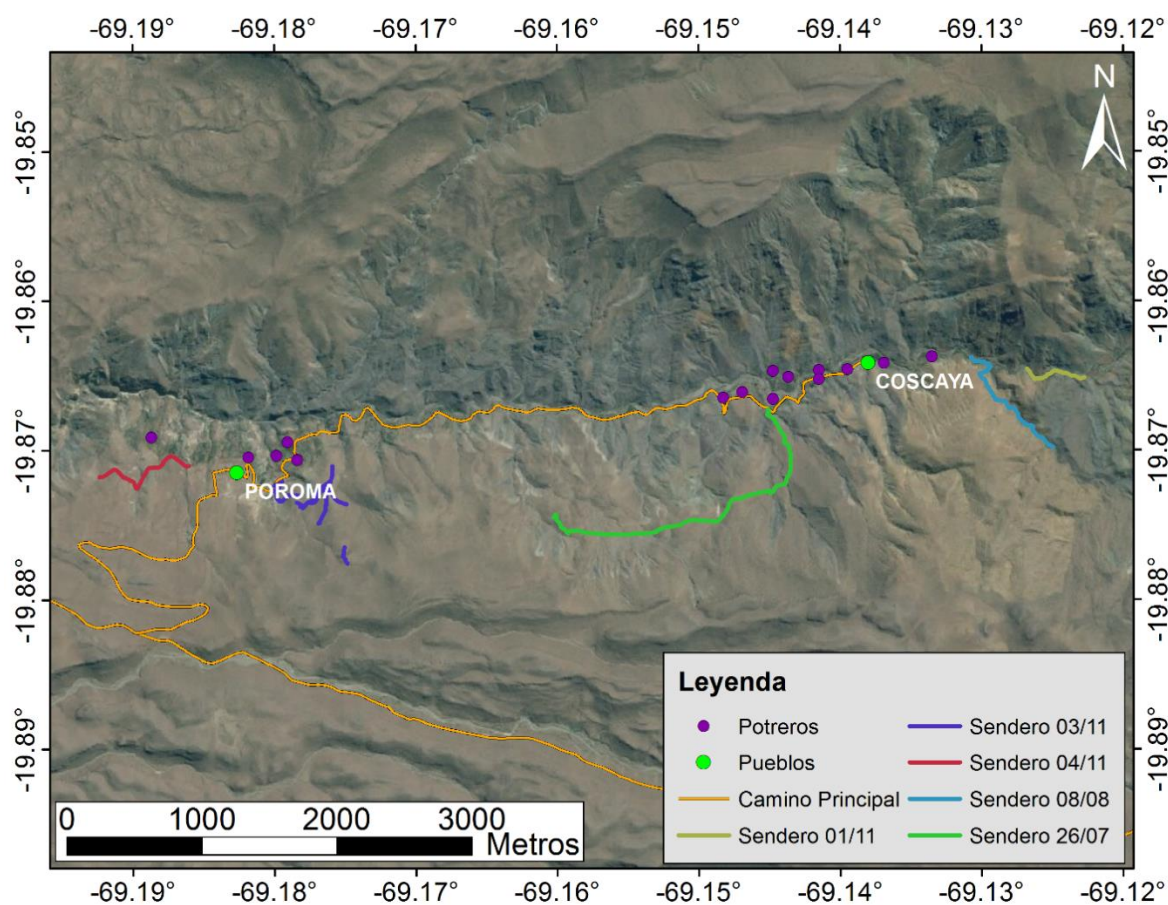 -69.19° -69.18° -69.17° -69.16° -69.15° -69.14° -69.13° -69.12°
N
-19.85° -19.85°
-19.86° -19.86°
COSCAYA
-19.87° -19.87°
POROMA
-19.88° -19.88°
-19.89° -19.89°
Leyenda
Potreros
Pueblos
Camino Principal
Sendero 01/11
Sendero 03/11
Sendero 04/11
Sendero 08/08
Sendero 26/07
0 1000 2000 3000
Metros
-69.19° -69.18° -69.17° -69.16° -69.15° -69.14° -69.13° -69.12°